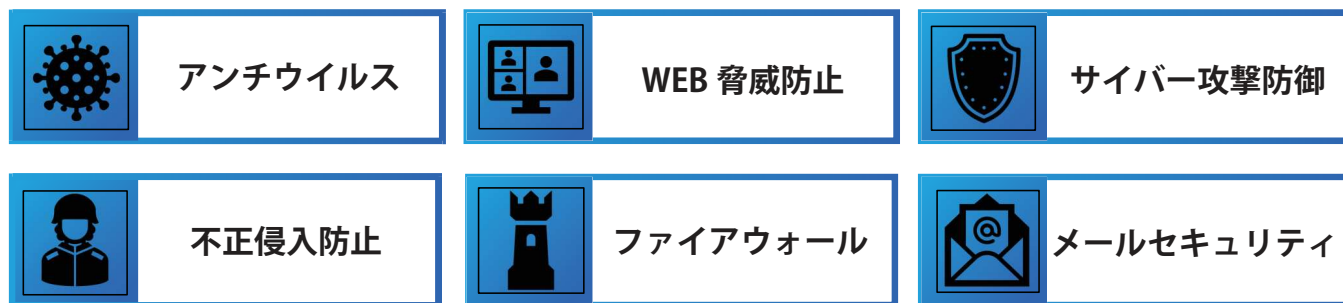 アンチウイルス
WEB 脅威防止
サイバー攻撃防御
不正侵入防止
ファイアウォール
メールセキュリティ